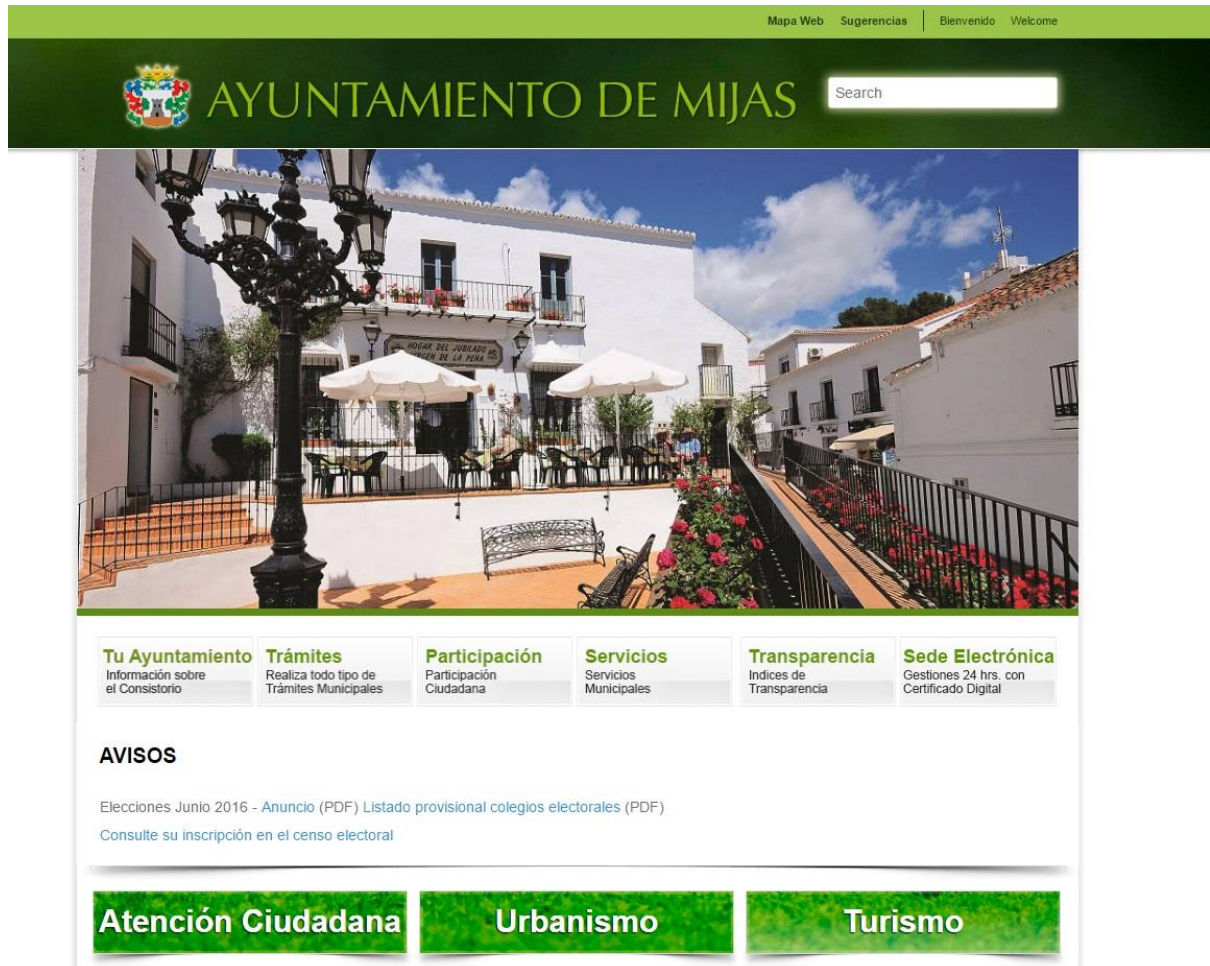 Mapa Web Sugerencias Bienvenido Welcome
AYUNTAMIENTO DE MIJAS
Search
HOGAR DEL JUBILADO
VIRGEN DE LA PEÑA
Tu Ayuntamiento
Información sobre
el Consistorio
Trámites
Realiza todo tipo de
Trámites Municipales
Participación
Participación
Ciudadana
Servicios
Servicios
Municipales
Transparencia
Indices de
Transparencia
Sede Electrónica
Gestiones 24 hrs. con
Certificado Digital
AVISOS
Elecciones Junio 2016 - Anuncio (PDF) Listado provisional colegios electorales (PDF)
Consulte su inscripción en el censo electoral
Atención Ciudadana
Urbanismo
Turismo